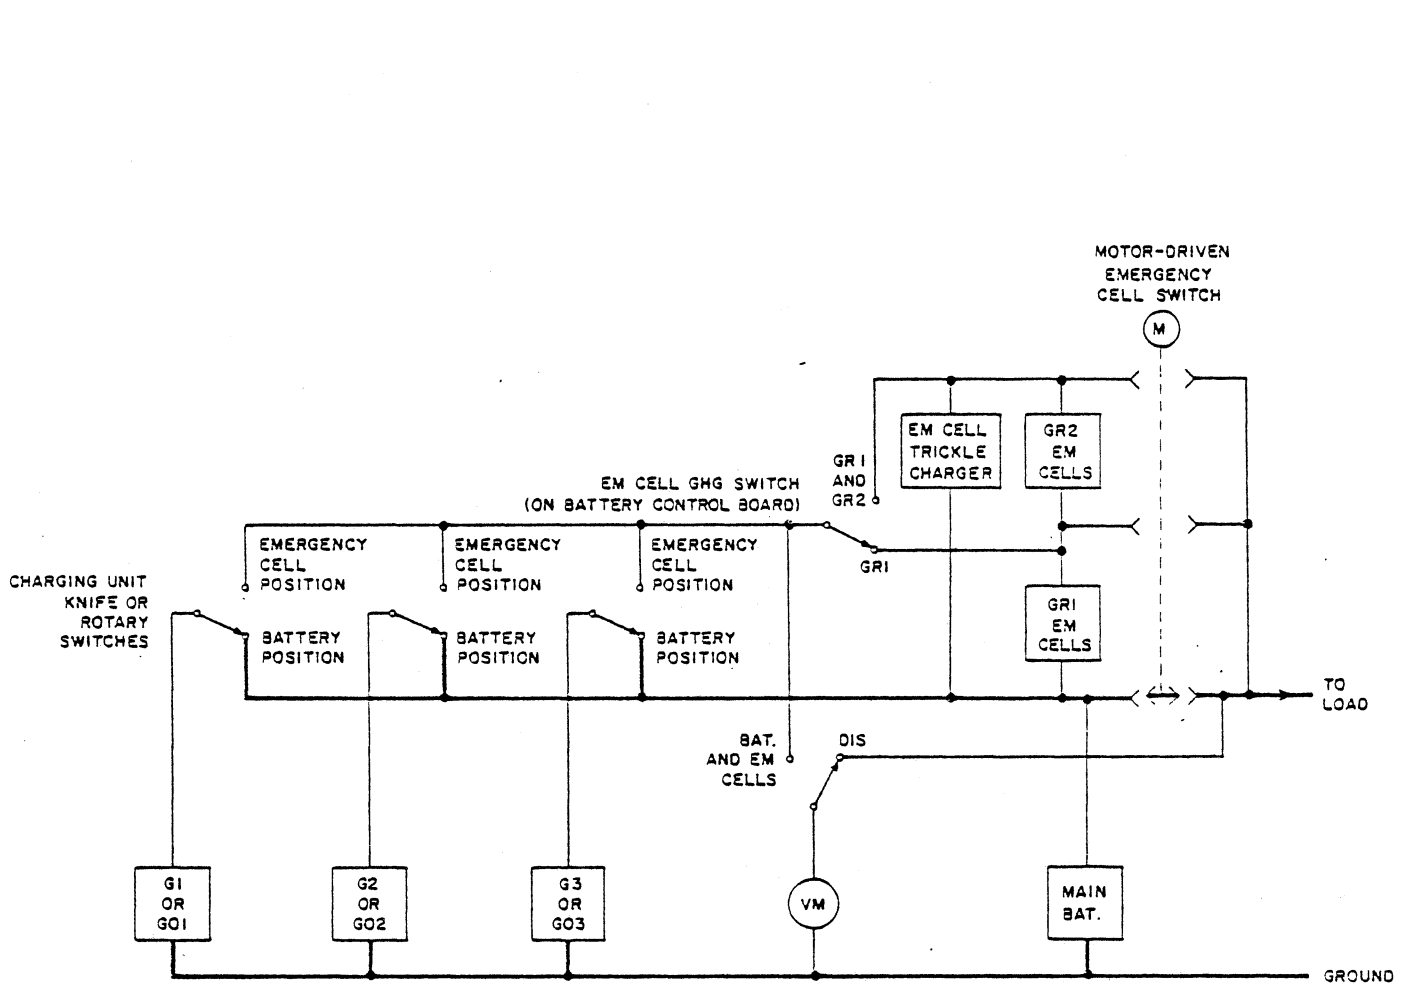 MOTOR-DRIVEN
EMERGENCY
CELL SWITCH
M
EM CELL
TRICKLE
CHARGER
GR2
EM
CELLS
GR1
AND
GR2
EM CELL GHG SWITCH
(ON BATTERY CONTROL BOARD)
EMERGENCY
CELL
POSITION
EMERGENCY
CELL
POSITION
EMERGENCY
CELL
POSITION
GR1
CHARGING UNIT
KNIFE OR
ROTARY
SWITCHES
BATTERY
POSITION
BATTERY
POSITION
BATTERY
POSITION
GR1
EM
CELLS
TO
LOAD
BAT.
AND EM
CELLS
DIS
G1
OR
GO1
G2
OR
GO2
G3
OR
GO3
VM
MAIN
BAT.
GROUND